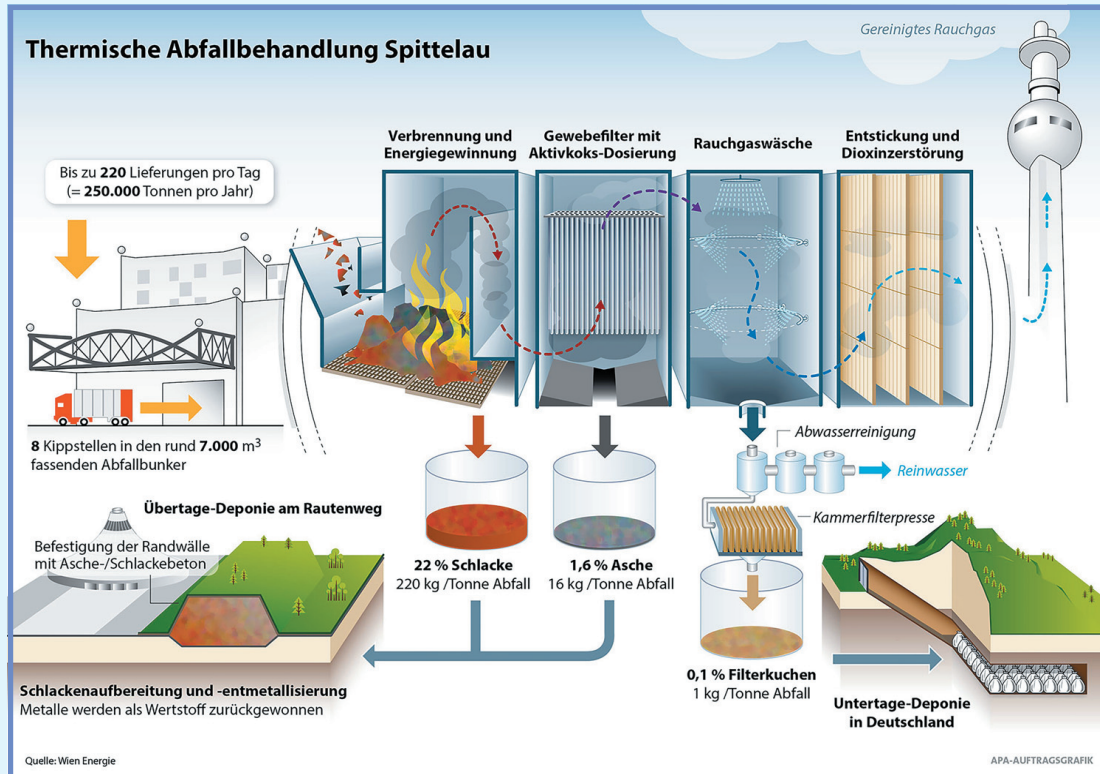 Thermische Abfallbehandlung Spittelau
Gereinigtes Rauchgas
Bis zu 220 Lieferungen pro Tag
(= 250.000 Tonnen pro Jahr)
Verbrennung und
Energiegewinnung
Gewebefilter mit
Aktivkoks-Dosierung
Rauchgaswäsche
Entstickung und
Dioxinzerstörung
8 Kippstellen in den rund 7.000 m³
fassenden Abfallbunker
Abwasserreinigung
Reinwasser
Kammerfilterpresse
Übertage-Deponie am Rautenweg
Befestigung der Randwälle
mit Asche-/Schlackebeton
22 % Schlacke
220 kg /Tonne Abfall
1,6 % Asche
16 kg /Tonne Abfall
0,1 % Filterkuchen
1 kg /Tonne Abfall
Schlackenaufbereitung und -entmetallisierung
Metalle werden als Wertstoff zurückgewonnen
Untertage-Deponie
in Deutschland
Quelle: Wien Energie
APA-AUFTRAGSGRAFIK